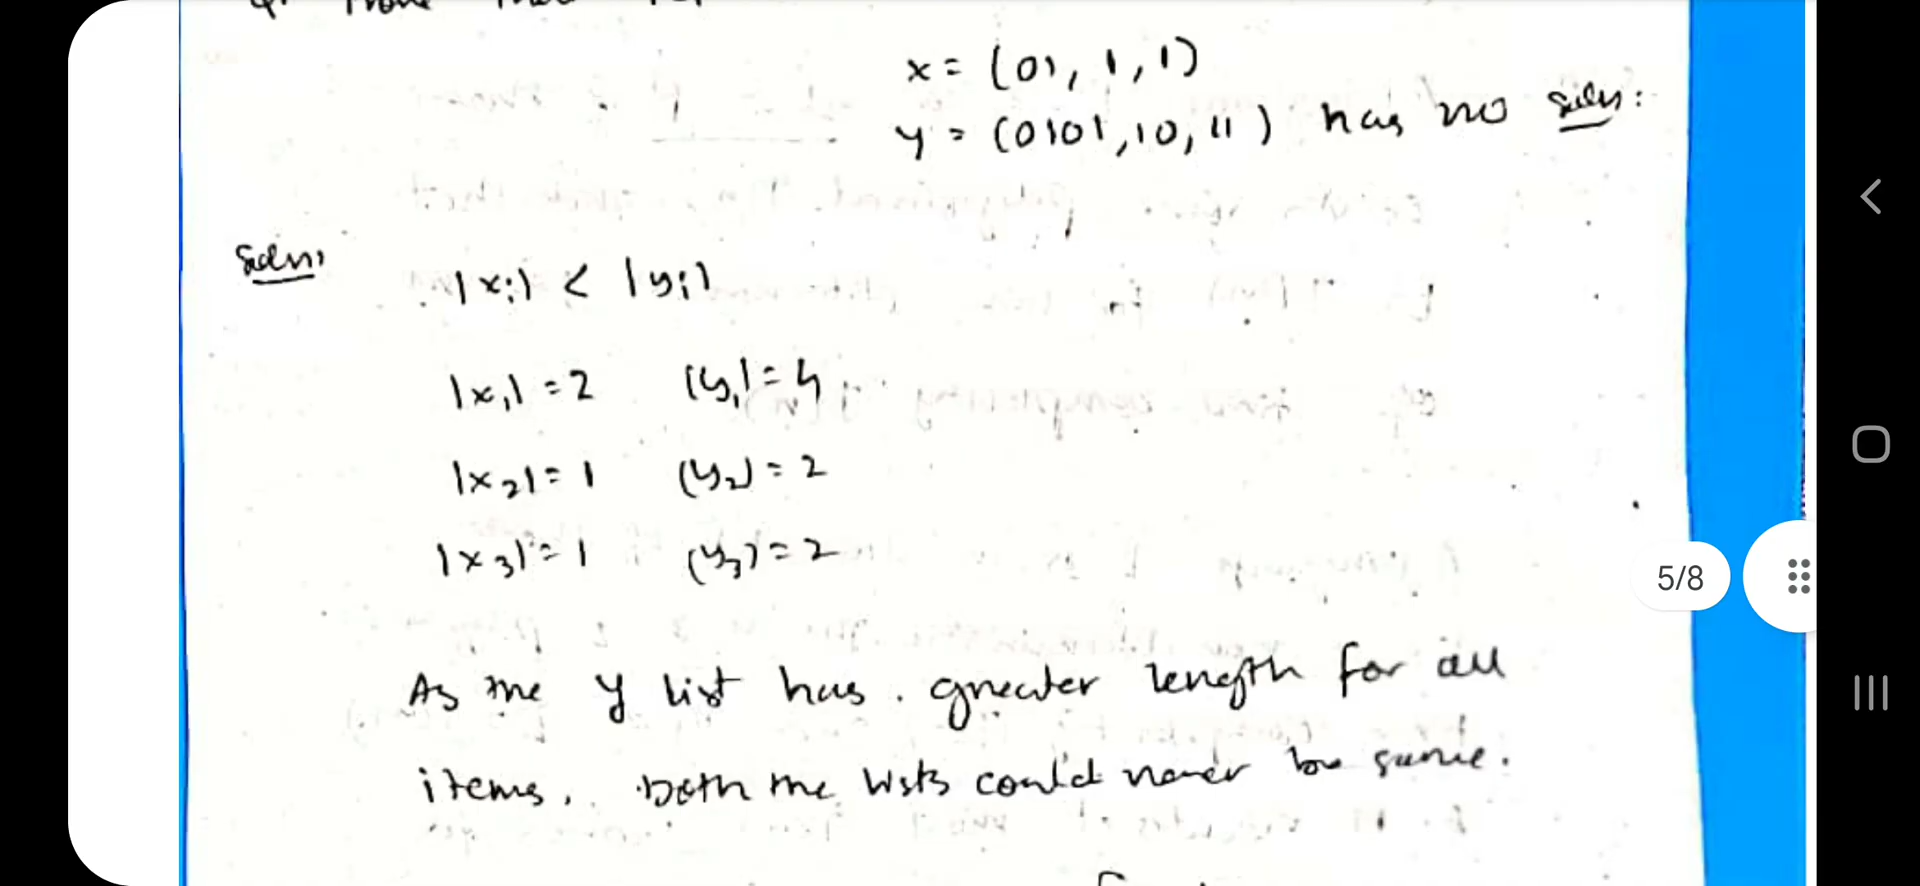 x = (01, 1, 1)
y = (0101, 10, 11) has no soln:
Soln:
|xi| < |yi|
|x1| = 2 (y1| = 4
|x2| = 1 (y2) = 2
|x3| = 1 (y3) = 2
5/8
As the y list has greater length for all
items, both the lists could never be same.